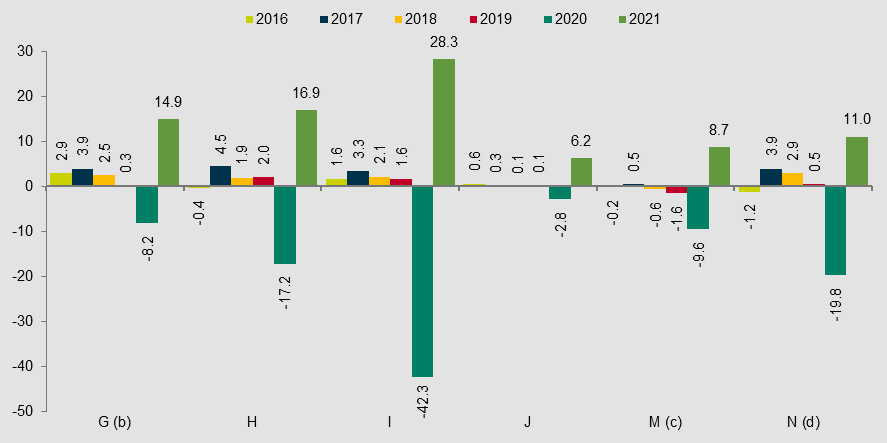 2016 2017 2018 2019 2020 2021
30
20
10
0
-10
-20
-30
-40
-50
2.9 3.9 2.5 0.3 -8.2 14.9
-0.4 4.5 1.9 2.0 -17.2 16.9
1.6 3.3 2.1 1.6 -42.3 28.3
0.6 0.3 0.1 0.1 -2.8 6.2
-0.2 0.5 -0.6 -1.6 -9.6 8.7
-1.2 3.9 2.9 0.5 -19.8 11.0
G (b) H I J M (c) N (d)